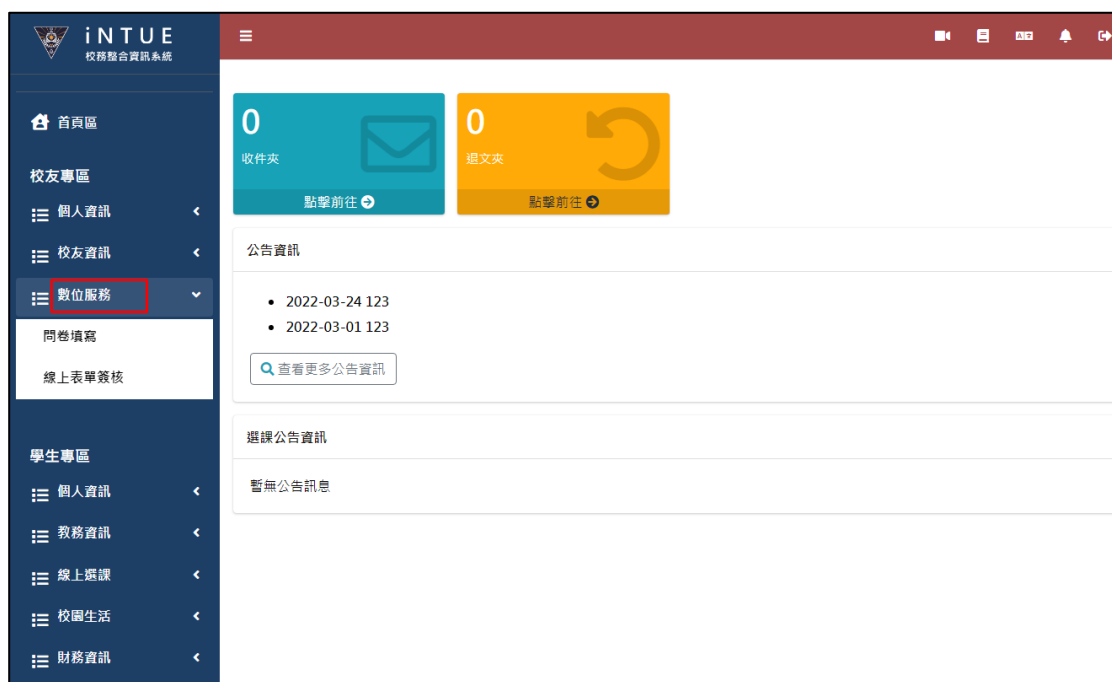 iNTUE
校務整合資訊系統
首頁區
校友專區
個人資訊
校友資訊
數位服務
問卷填寫
線上表單簽核
學生專區
個人資訊
教務資訊
線上選課
校園生活
財務資訊
0
收件夾
點擊前往
0
退文夾
點擊前往
公告資訊
2022-03-24 123
2022-03-01 123
查看更多公告資訊
選課公告資訊
暫無公告訊息